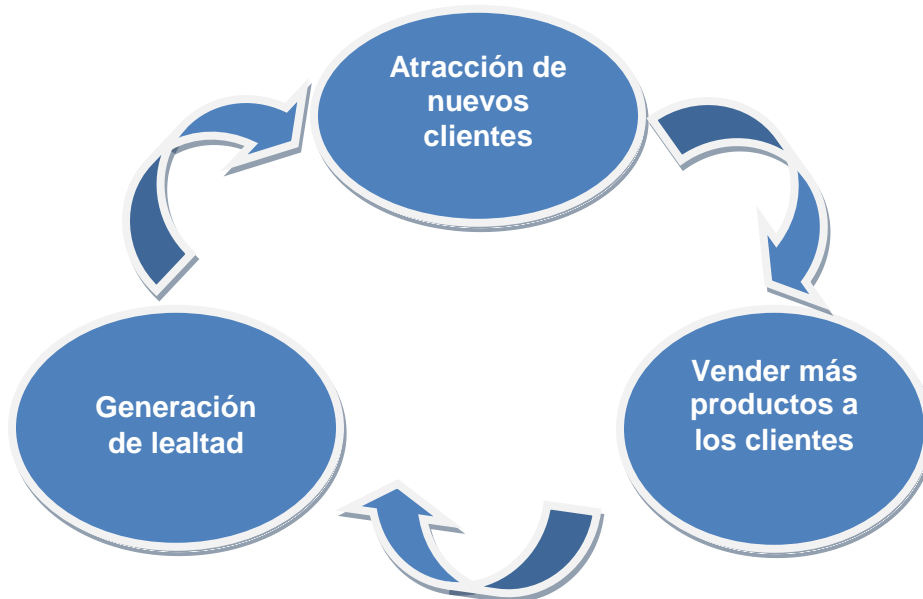 Atracción de
nuevos
clientes
Vender más
productos a
los clientes
Generación
de lealtad